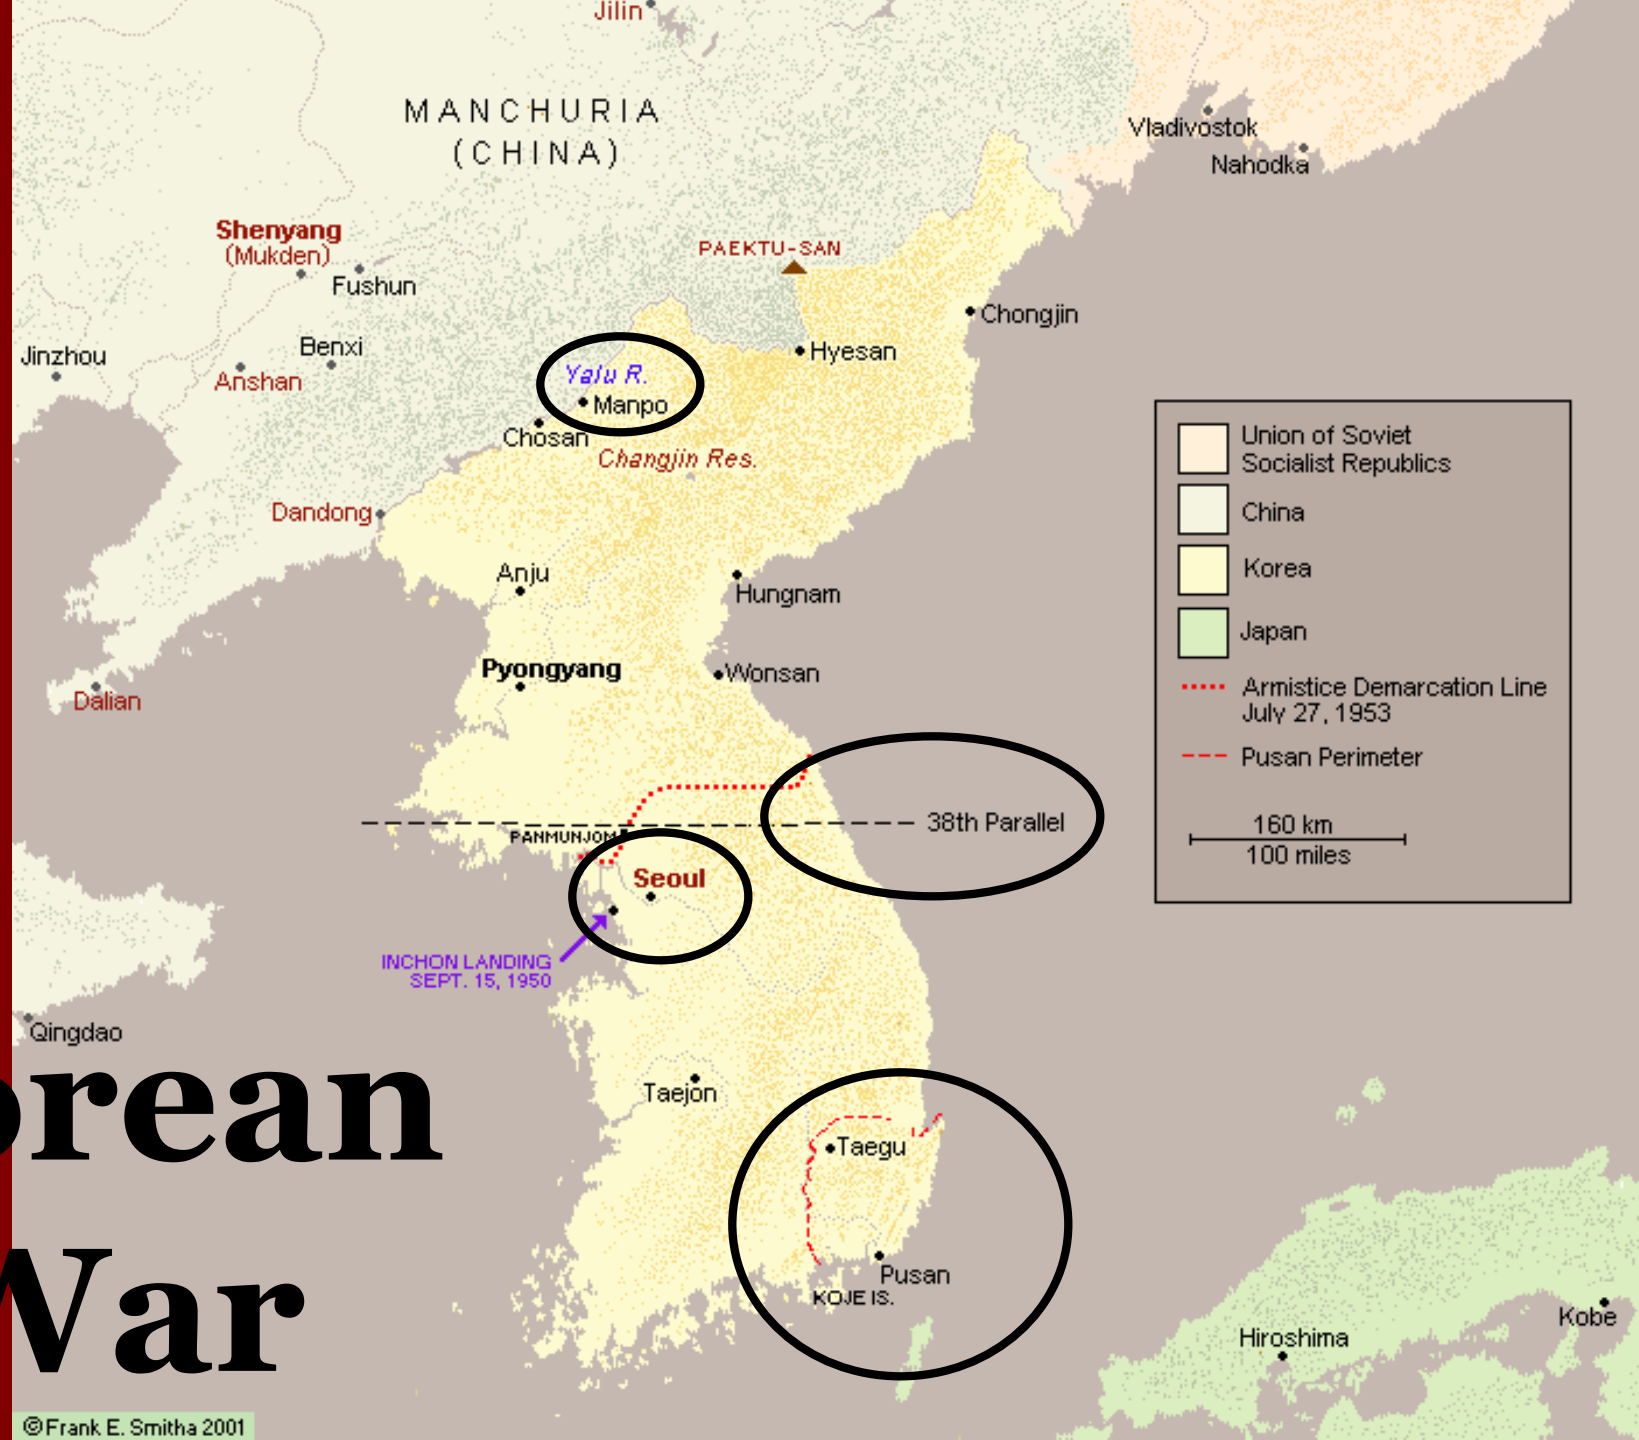 Jilin
MANCHURIA
(CHINA)
Vladivostok
Nahodka
Shenyang
(Mukden)
Fushun
PAEKTU-SAN
Chongjin
Jinzhou
Benxi
Anshan
Hyesan
Yalu R.
Manpo
Chosan
Changjin Res.
Dandong
Anju
Hungnam
Pyongyang
Wonsan
Dalian
38th Parallel
PANMUNJOM
Seoul
INCHON LANDING
SEPT. 15, 1950
Qingdao
Taejon
Taegu
Pusan
KOJE IS.
Hiroshima
Kobe
Union of Soviet
Socialist Republics
China
Korea
Japan
Armistice Demarcation Line
July 27, 1953
Pusan Perimeter
160 km
100 miles
orean
War
©Frank E. Smitha 2001